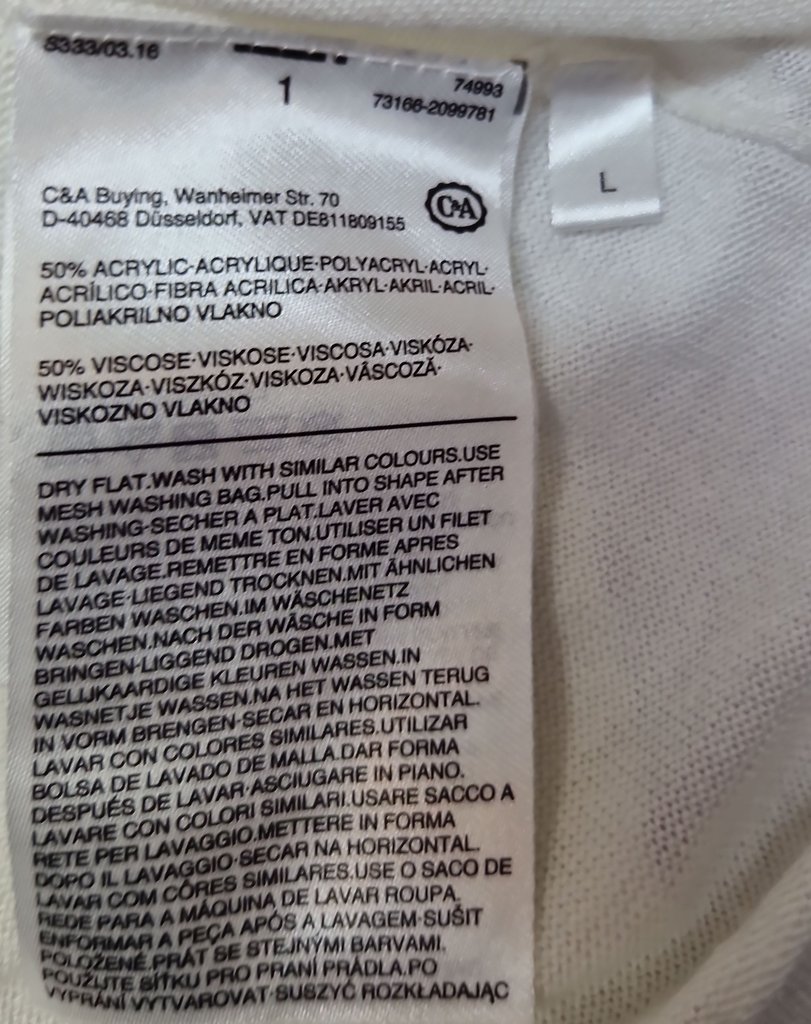 S333/03.16
1
74993
73166-2099781
L
C&A Buying, Wanheimer Str. 70
D-40468 Düsseldorf, VAT DE811809155
C&A
50% ACRYLIC·ACRYLIQUE·POLYACRYL·ACRYL·
ACRÍLICO·FIBRA ACRILICA·AKRYL·AKRIL·ACRIL·
POLIAKRILNO VLAKNO
50% VISCOSE·VISKOSE·VISCOSA·VISKÓZA·
WISKOZA·VISZKÓZ·VISKOZA·VÂSCOZĂ·
VISKOZNO VLAKNO
DRY FLAT.WASH WITH SIMILAR COLOURS.USE
MESH WASHING BAG.PULL INTO SHAPE AFTER
WASHING·SECHER A PLAT.LAVER AVEC
COULEURS DE MEME TON.UTILISER UN FILET
DE LAVAGE.REMETTRE EN FORME APRES
LAVAGE·LIEGEND TROCKNEN.MIT ÄHNLICHEN
FARBEN WASCHEN.IM WÄSCHENETZ
WASCHEN.NACH DER WÄSCHE IN FORM
BRINGEN·LIGGEND DROGEN.MET
GELIJKAARDIGE KLEUREN WASSEN.IN
WASNETJE WASSEN.NA HET WASSEN TERUG
IN VORM BRENGEN·SECAR EN HORIZONTAL.
LAVAR CON COLORES SIMILARES.UTILIZAR
BOLSA DE LAVADO DE MALLA.DAR FORMA
DESPUÉS DE LAVAR·ASCIUGARE IN PIANO.
LAVARE CON COLORI SIMILARI.USARE SACCO A
RETE PER LAVAGGIO.METTERE IN FORMA
DOPO IL LAVAGGIO·SECAR NA HORIZONTAL.
LAVAR COM CÔRES SIMILARES.USE O SACO DE
REDE PARA A MÁQUINA DE LAVAR ROUPA.
ENFORMAR A PEÇA APÓS A LAVAGEM·SUŠIT
POLOŽENÉ.PRÁT SE STEJNÝMI BARVAMI.
POUŽIJTE SÍŤKU PRO PRANÍ PRÁDLA.PO
VYPRÁNÍ VYTVAROVAT·SUSZYĆ ROZKŁADAJĄC